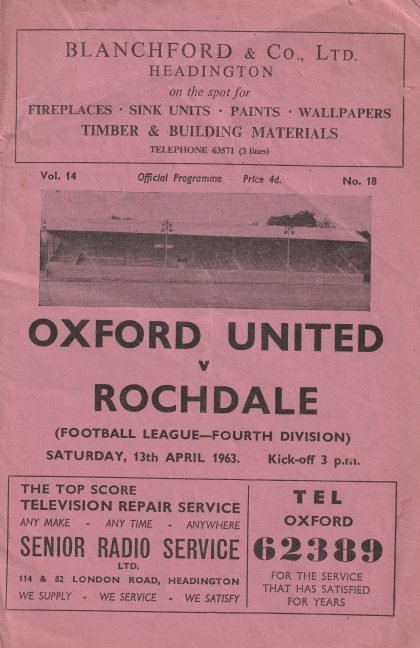 BLANCHFORD & Co., LTD.
HEADINGTON
on the spot for
FIREPLACES · SINK UNITS · PAINTS · WALLPAPERS
TIMBER & BUILDING MATERIALS
TELEPHONE 63571 (3 lines)
Vol. 14 Official Programme - Price 4d. No. 18
OXFORD UNITED
v
ROCHDALE
(FOOTBALL LEAGUE—FOURTH DIVISION)
SATURDAY, 13th APRIL 1963. Kick-off 3 p.m.
THE TOP SCORE
TELEVISION REPAIR SERVICE
ANY MAKE - ANY TIME - ANYWHERE
SENIOR RADIO SERVICE
LTD.
114 & 82 LONDON ROAD, HEADINGTON
WE SUPPLY - WE SERVICE - WE SATISFY
TEL
OXFORD
62389
FOR THE SERVICE
THAT HAS SATISFIED
FOR YEARS